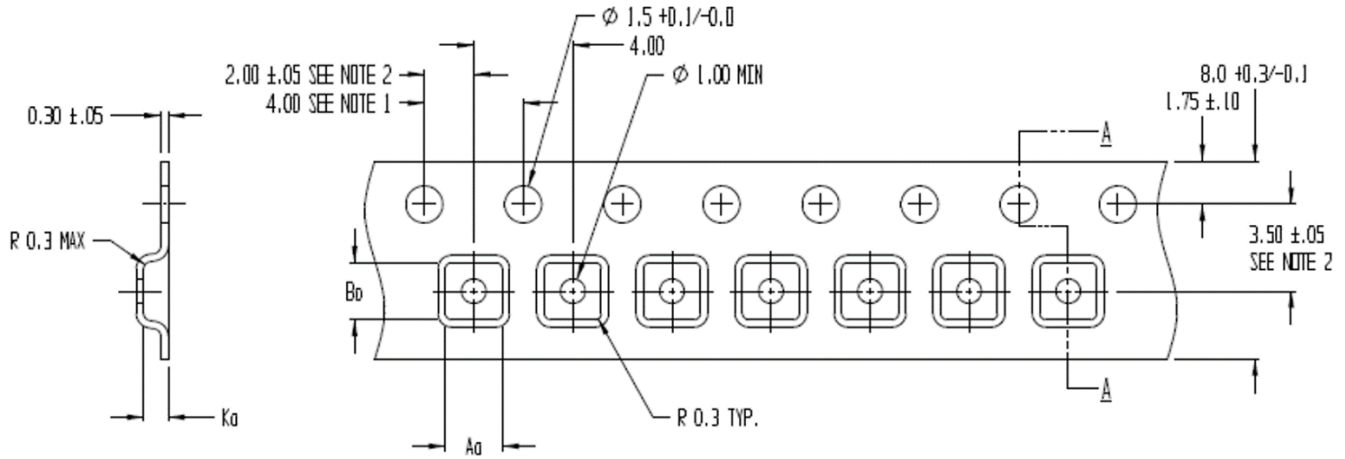 Ø 1.5 +0.1/-0.0
4.00
2.00 ±.05 SEE NOTE 2
Ø 1.00 MIN
8.0 +0.3/-0.1
4.00 SEE NOTE 1
1.75 ±.10
0.30 ±.05
A
R 0.3 MAX
3.50 ±.05
SEE NOTE 2
Bo
A
Ko
R 0.3 TYP.
Ao